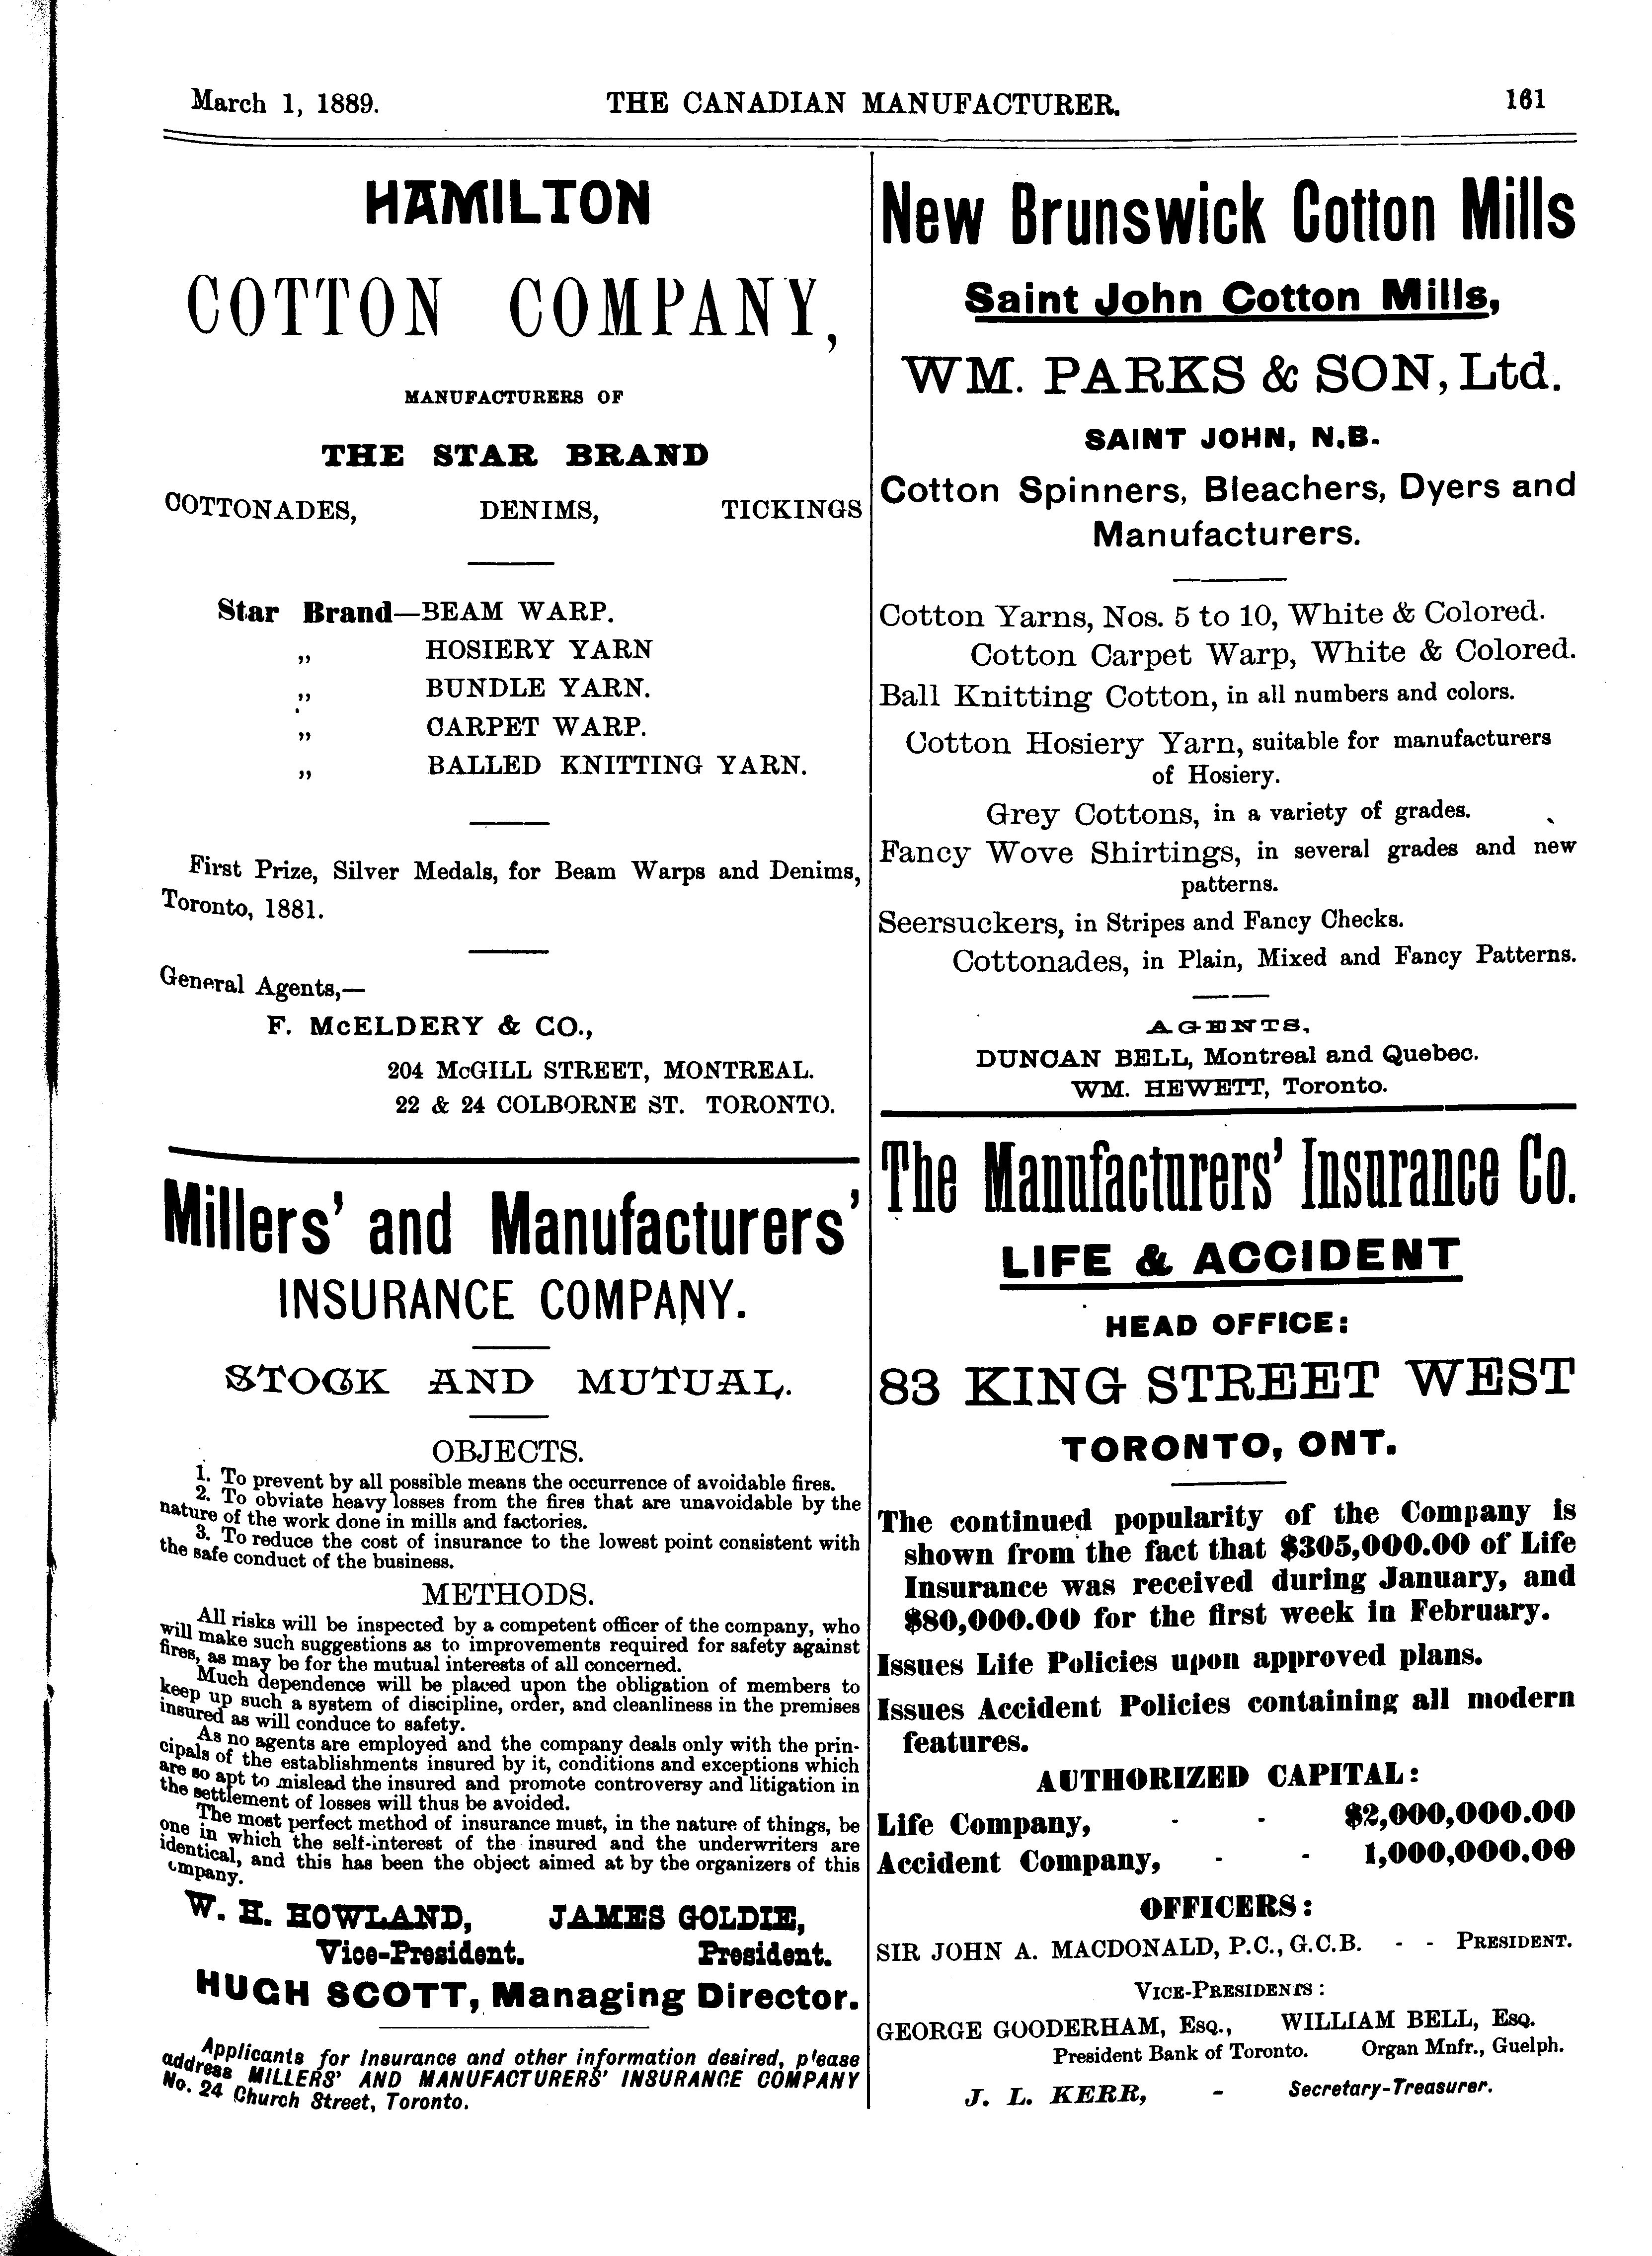 March 1, 1889.
THE CANADIAN MANUFACTURER.
161
HAMILTON
COTTON COMPANY,
MANUFACTURERS OF
THE STAR BRAND
COTTONADES, DENIMS, TICKINGS
Star Brand—BEAM WARP.
„ HOSIERY YARN
„ BUNDLE YARN.
„ CARPET WARP.
„ BALLED KNITTING YARN.
First Prize, Silver Medals, for Beam Warps and Denims,
Toronto, 1881.
General Agents,—
F. McELDERY & CO.,
204 McGILL STREET, MONTREAL.
22 & 24 COLBORNE ST. TORONTO.
Millers' and Manufacturers'
INSURANCE COMPANY.
STOCK AND MUTUAL.
OBJECTS.
1. To prevent by all possible means the occurrence of avoidable fires.
2. To obviate heavy losses from the fires that are unavoidable by the
nature of the work done in mills and factories.
3. To reduce the cost of insurance to the lowest point consistent with
the safe conduct of the business.
METHODS.
All risks will be inspected by a competent officer of the company, who
will make such suggestions as to improvements required for safety against
fires, as may be for the mutual interests of all concerned.
Much dependence will be placed upon the obligation of members to
keep up such a system of discipline, order, and cleanliness in the premises
insured as will conduce to safety.
As no agents are employed and the company deals only with the prin-
cipals of the establishments insured by it, conditions and exceptions which
are so apt to mislead the insured and promote controversy and litigation in
the settlement of losses will thus be avoided.
The most perfect method of insurance must, in the nature of things, be
one in which the self-interest of the insured and the underwriters are
identical, and this has been the object aimed at by the organizers of this
cmpany.
W. H. HOWLAND, JAMES GOLDIE,
Vice-President. President.
HUGH SCOTT, Managing Director.
Applicants for Insurance and other information desired, please
address MILLERS' AND MANUFACTURERS' INSURANCE COMPANY
No. 24 Church Street, Toronto.
New Brunswick Cotton Mills
Saint John Cotton Mills,
WM. PARKS & SON, Ltd.
SAINT JOHN, N.B.
Cotton Spinners, Bleachers, Dyers and
Manufacturers.
Cotton Yarns, Nos. 5 to 10, White & Colored.
Cotton Carpet Warp, White & Colored.
Ball Knitting Cotton, in all numbers and colors.
Cotton Hosiery Yarn, suitable for manufacturers
of Hosiery.
Grey Cottons, in a variety of grades.
Fancy Wove Shirtings, in several grades and new
patterns.
Seersuckers, in Stripes and Fancy Checks.
Cottonades, in Plain, Mixed and Fancy Patterns.
AGENTS,
DUNCAN BELL, Montreal and Quebec.
WM. HEWETT, Toronto.
The Manufacturers' Insurance Co.
LIFE & ACCIDENT
HEAD OFFICE:
83 KING STREET WEST
TORONTO, ONT.
The continued popularity of the Company is
shown from the fact that $305,000.00 of Life
Insurance was received during January, and
$80,000.00 for the first week in February.
Issues Life Policies upon approved plans.
Issues Accident Policies containing all modern
features.
AUTHORIZED CAPITAL:
Life Company, - - $2,000,000.00
Accident Company, - - 1,000,000.00
OFFICERS:
SIR JOHN A. MACDONALD, P.C., G.C.B. - - PRESIDENT.
VICE-PRESIDENTS:
GEORGE GOODERHAM, ESQ., WILLIAM BELL, ESQ.
President Bank of Toronto. Organ Mnfr., Guelph.
J. L. KERR, - Secretary-Treasurer.